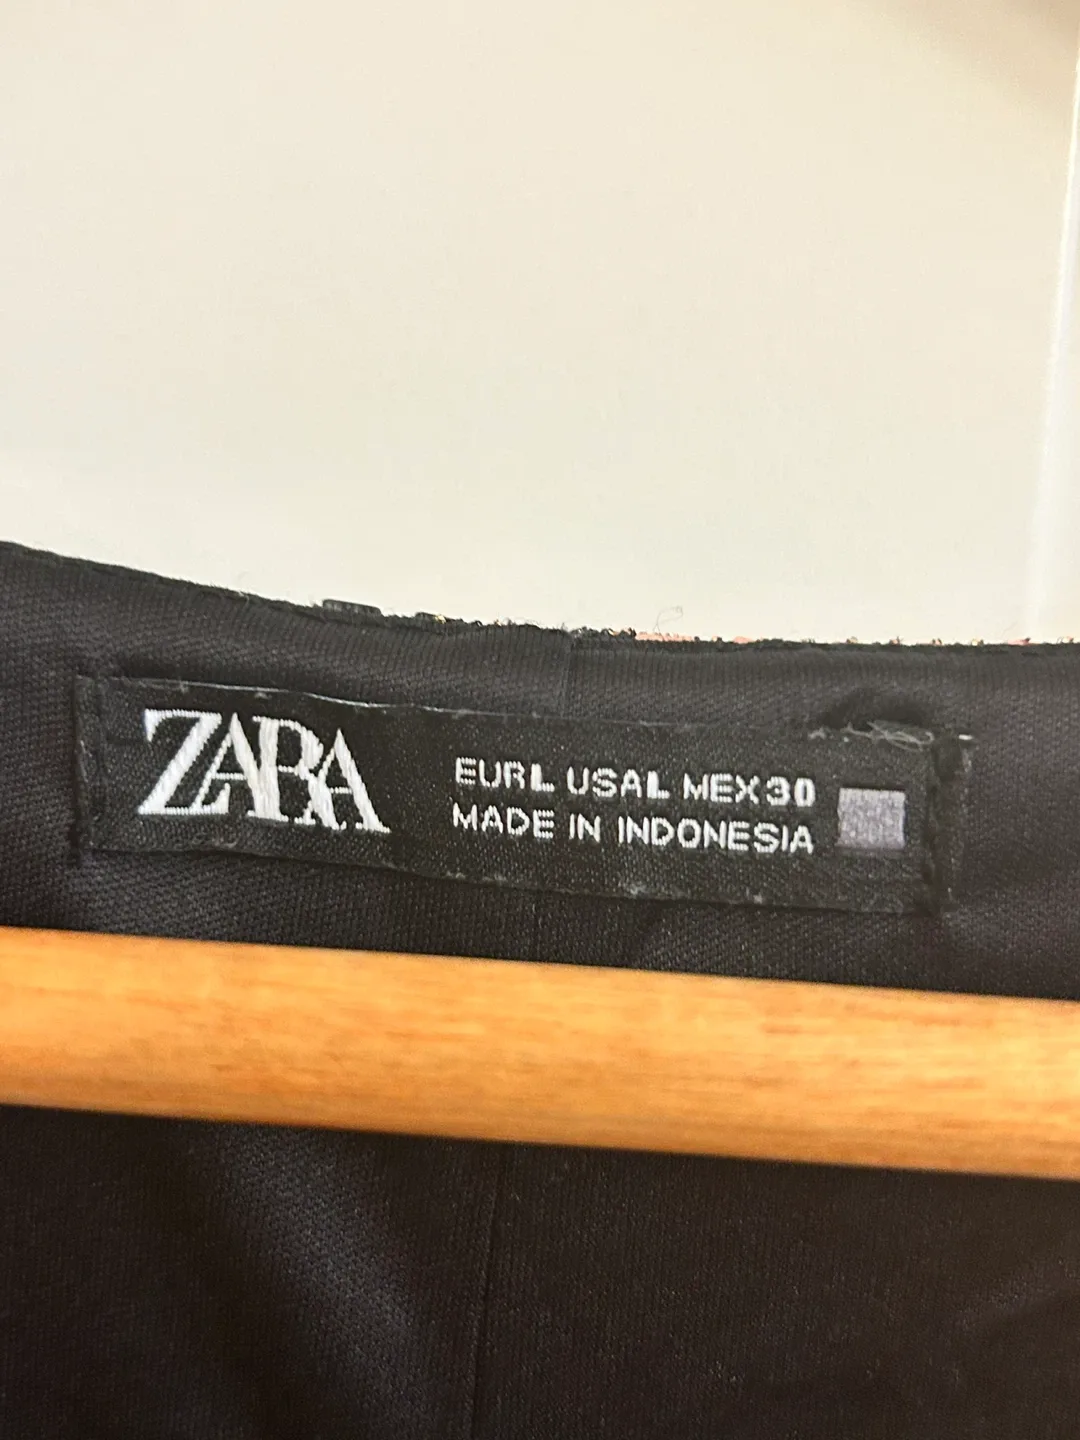 ZARA
EUR L USA L MEX 30
MADE IN INDONESIA